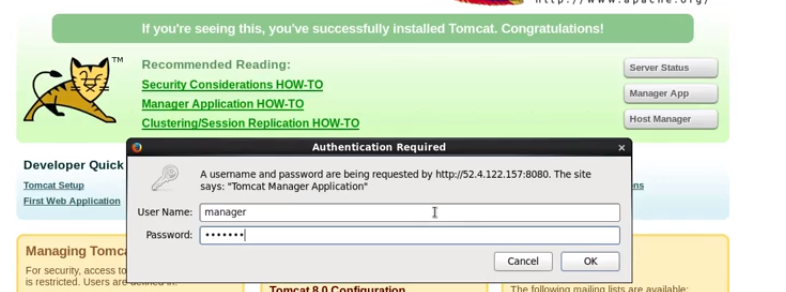 http://www.apache.org/
If you're seeing this, you've successfully installed Tomcat. Congratulations!
TM
Recommended Reading:
Security Considerations HOW-TO
Manager Application HOW-TO
Clustering/Session Replication HOW-TO
Server Status
Manager App
Host Manager
Developer Quick
Tomcat Setup
First Web Application
ns
Authentication Required
A username and password are being requested by http://52.4.122.157:8080. The site
says: "Tomcat Manager Application"
User Name: manager
Password: •••••••
Cancel OK
Managing Tomca
For security, access to
is restricted. Users are defined in:
Tomcat 8.0 Configuration
The following mailing lists are available: